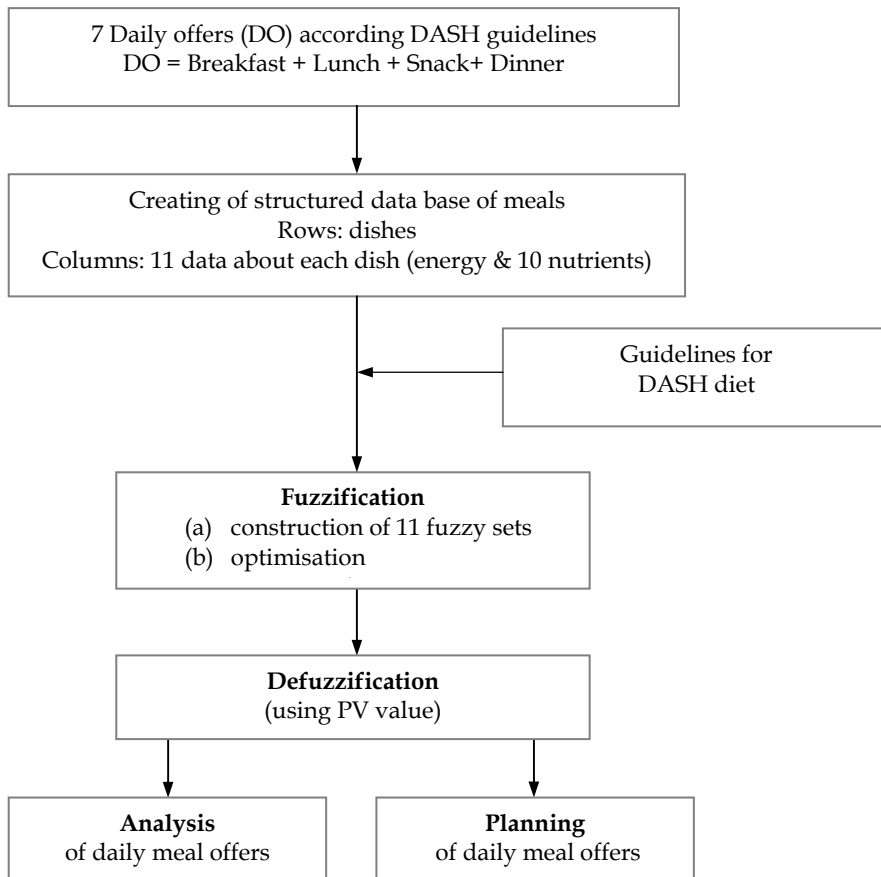 7 Daily offers (DO) according DASH guidelines
DO = Breakfast + Lunch + Snack+ Dinner
Creating of structured data base of meals
Rows: dishes
Columns: 11 data about each dish (energy & 10 nutrients)
Guidelines for
DASH diet
Fuzzification
(a) construction of 11 fuzzy sets
(b) optimisation
Defuzzification
(using PV value)
Analysis
of daily meal offers
Planning
of daily meal offers